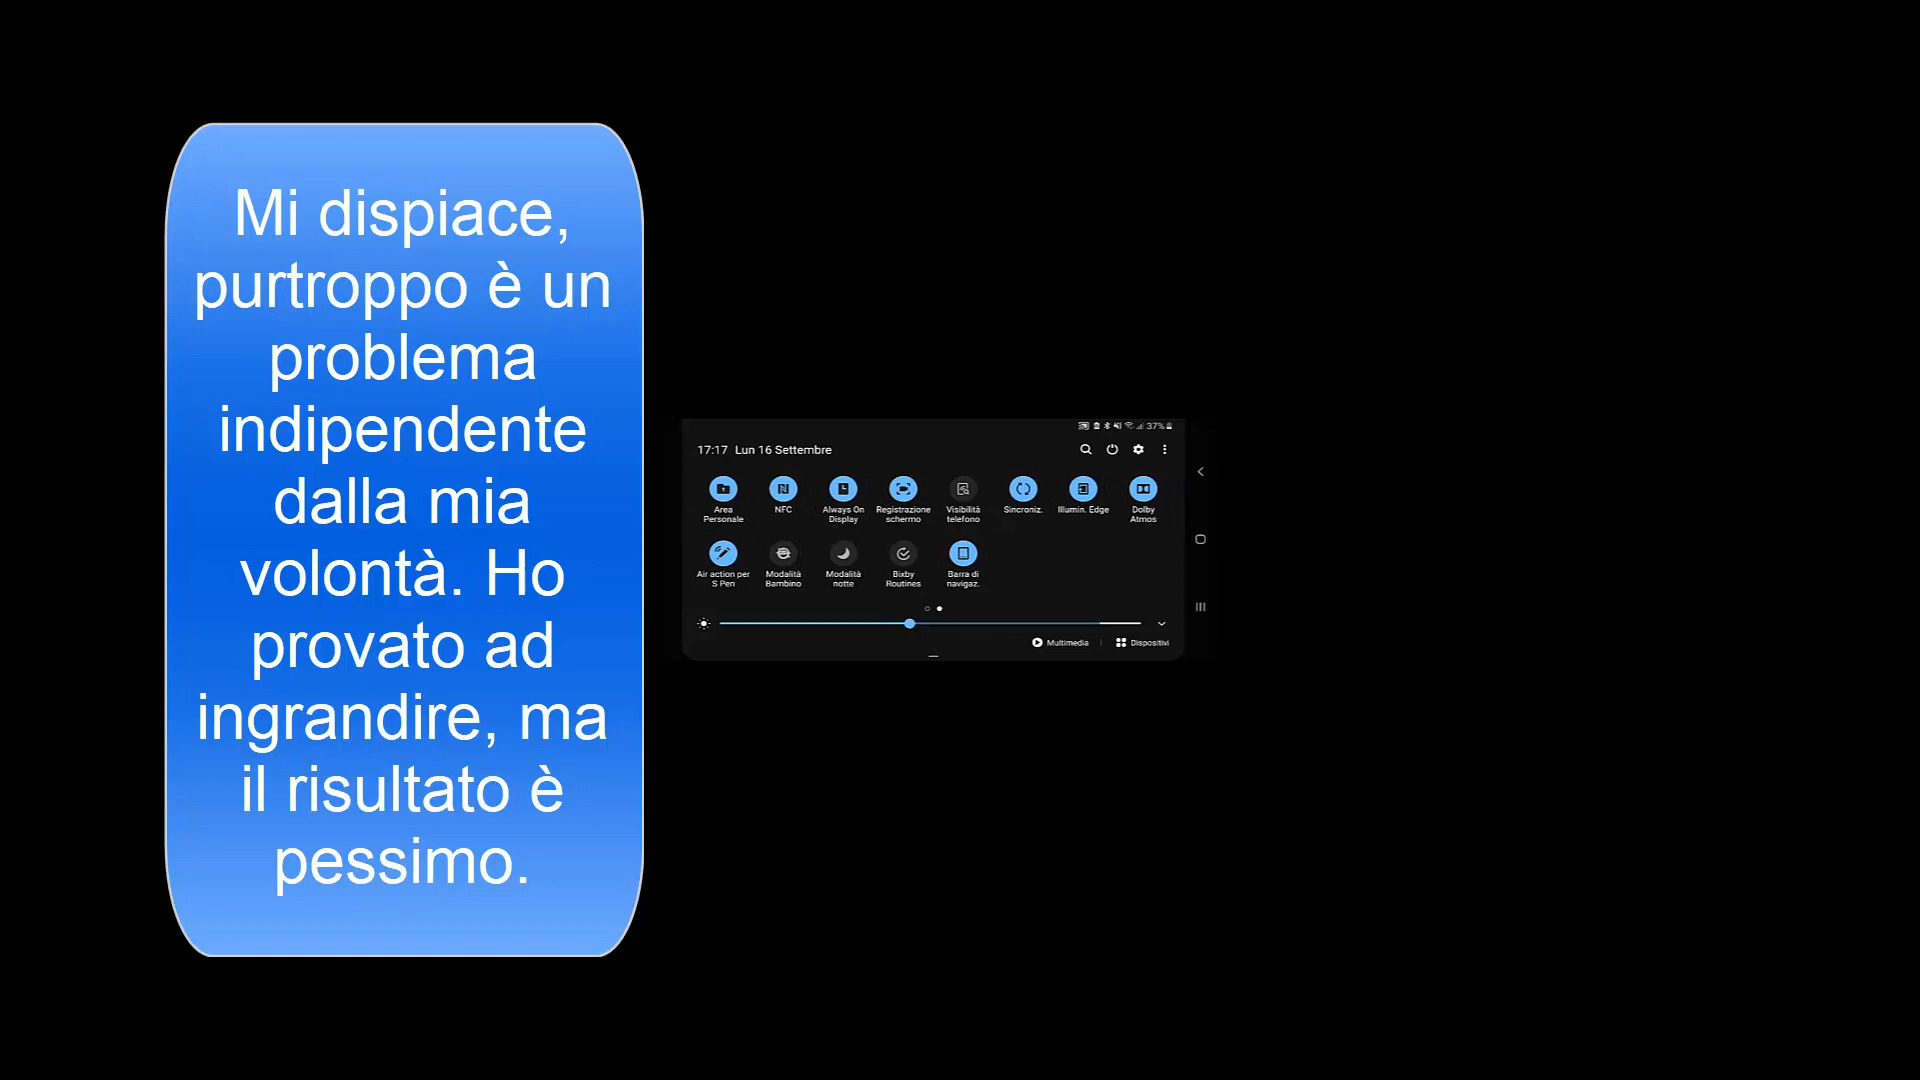 Mi dispiace,
purtroppo è un
problema
indipendente
dalla mia
volontà. Ho
provato ad
ingrandire, ma
il risultato è
pessimo.
37%
17:17 Lun 16 Settembre
Area Personale
NFC
Always On Display
Registrazione schermo
Visibilità telefono
Sincroniz.
Illumin. Edge
Dolby Atmos
Air action per S Pen
Modalità Bambino
Modalità notte
Bixby Routines
Barra di navigaz.
Multimedia
Dispositivi